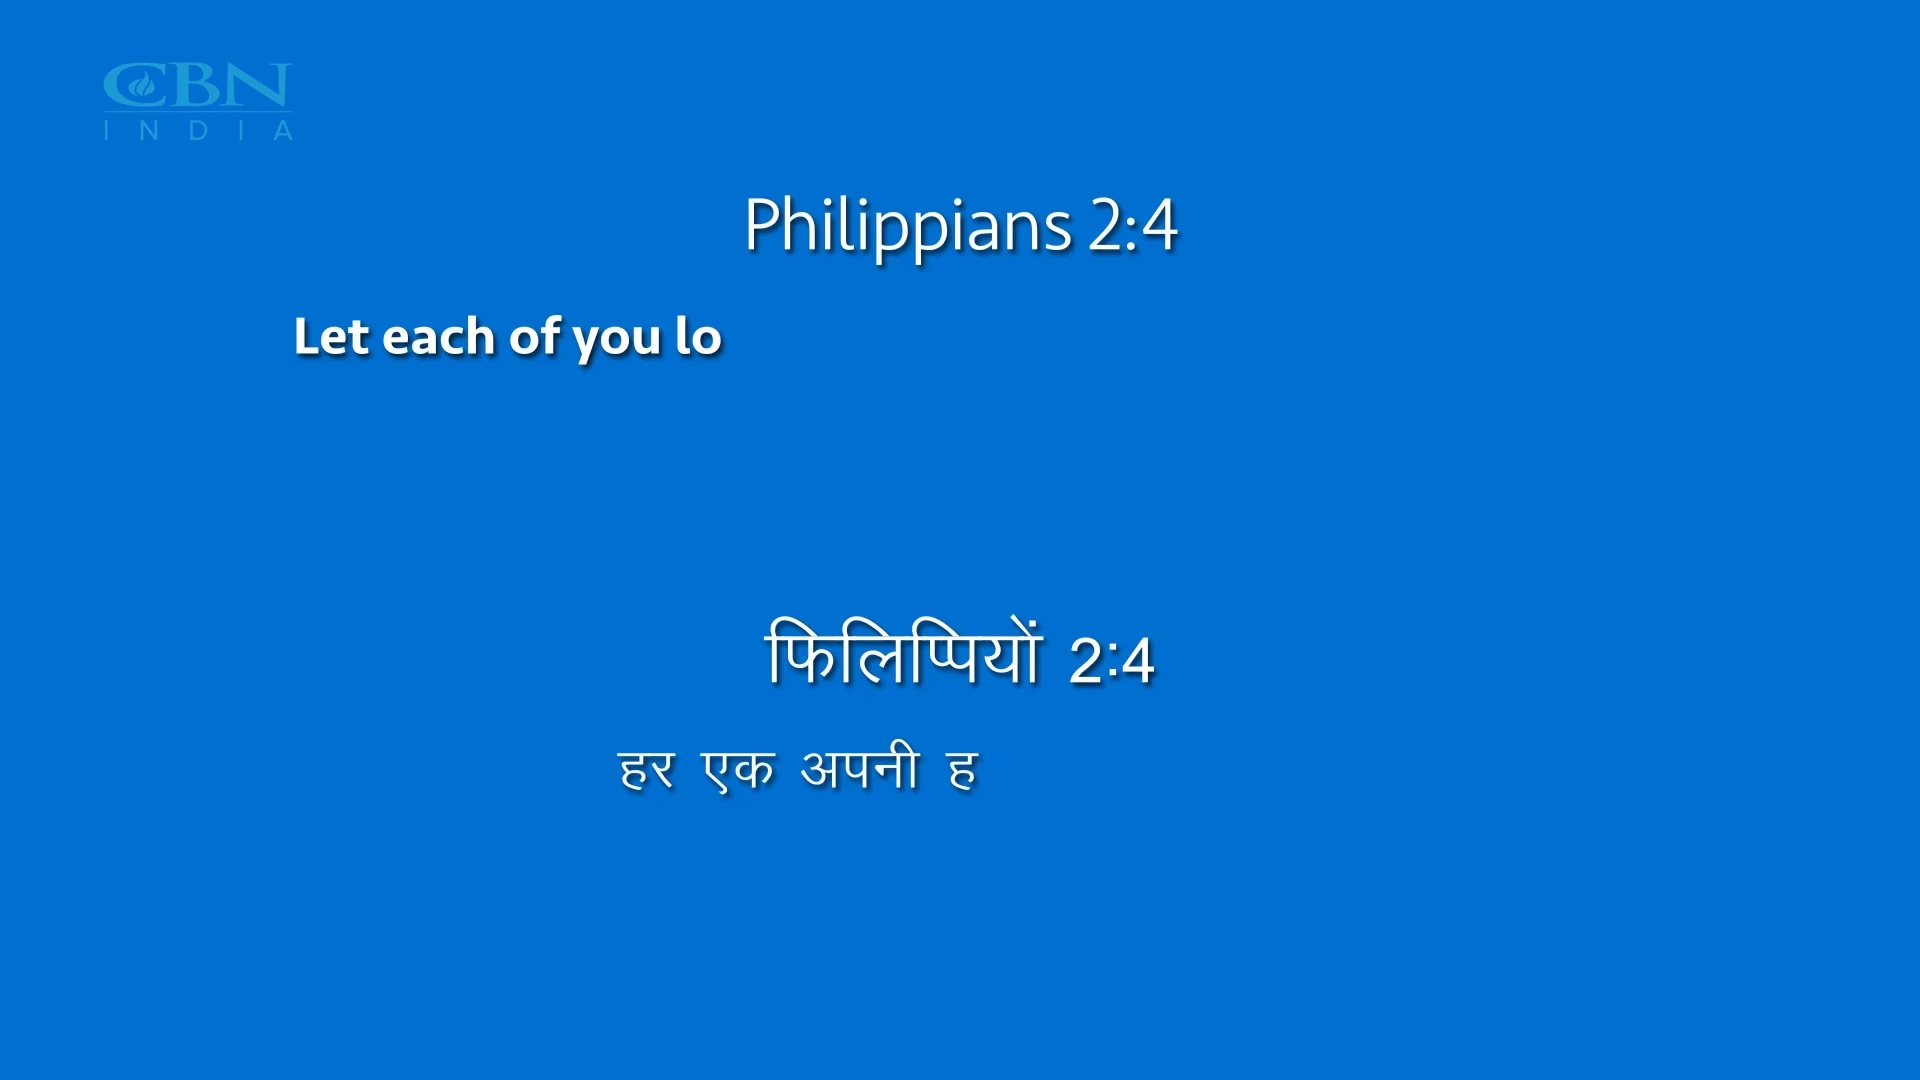 CBN
INDIA
Philippians 2:4
Let each of you lo
फिलिप्पियों 2:4
हर एक अपनी ह